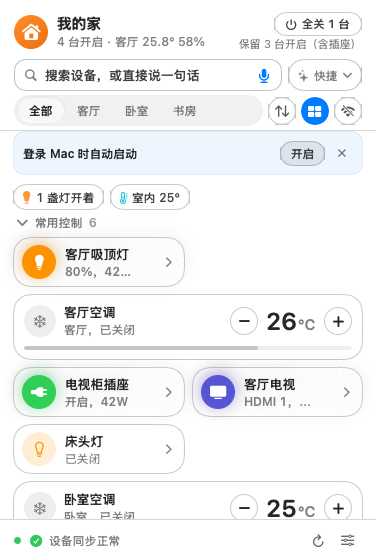 我的家
4 台开启 · 客厅 25.8° 58%
全关 1 台
保留 3 台开启（含插座）
搜索设备，或直接说一句话
快捷
全部
客厅
卧室
书房
登录 Mac 时自动启动
开启
1 盏灯开着
室内 25°
常用控制 6
客厅吸顶灯
80%，42...
客厅空调
客厅，已关闭
26°C
电视柜插座
开启，42W
客厅电视
HDMI 1，...
床头灯
已关闭
卧室空调
卧室，已关闭
25°C
设备同步正常